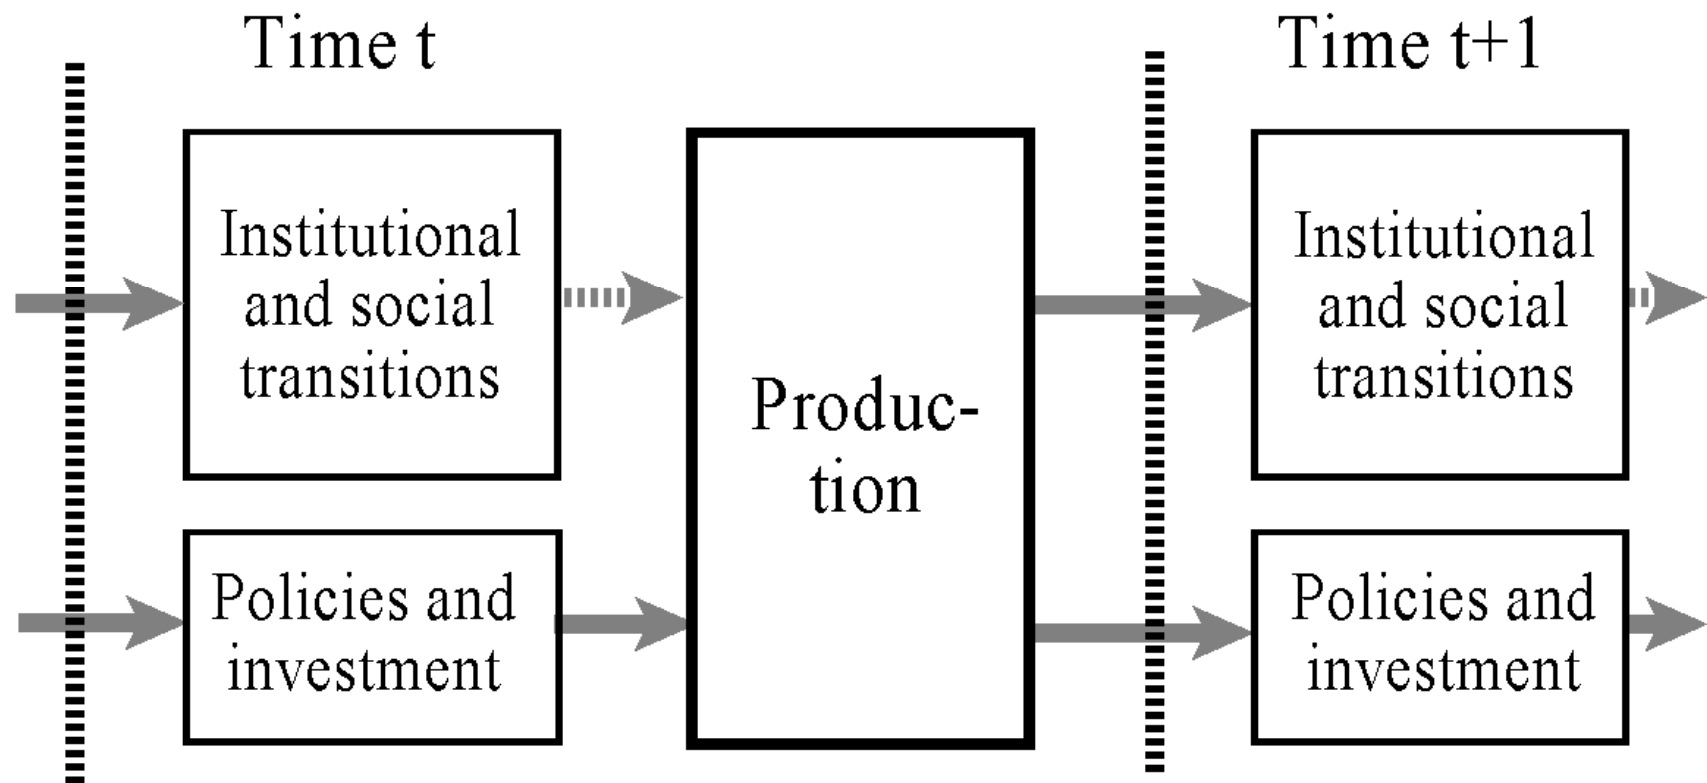 Time t
Time t+1
Institutional
and social
transitions
Policies and
investment
Produc-
tion
Institutional
and social
transitions
Policies and
investment